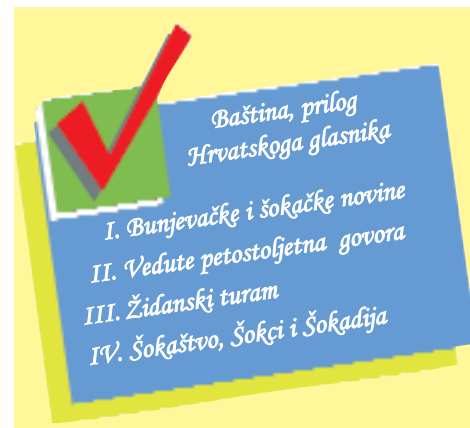 Baština, prilog
Hrvatskoga glasnika
I. Bunjevačke i šokačke novine
II. Vedute petostoljetna govora
III. Židanski turam
IV. Šokaštvo, Šokci i Šokadija